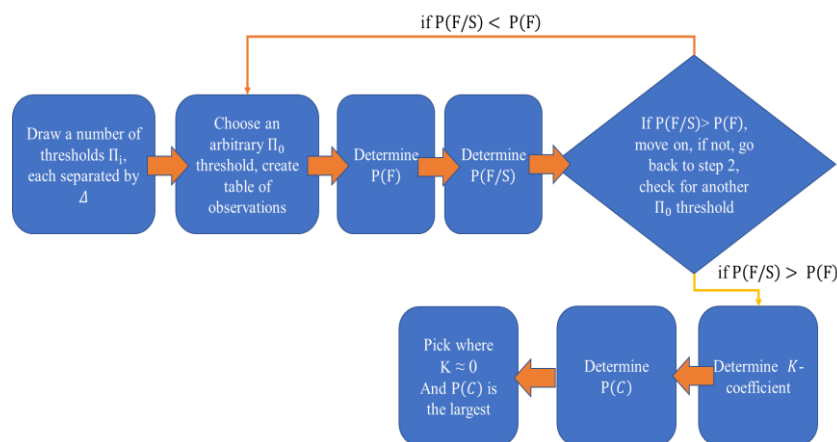 if P(F/S) < P(F)
Draw a number of
thresholds Πi,
each separated by
Δ
Choose an
arbitrary Π0
threshold, create
table of
observations
Determine
P(F)
Determine
P(F/S)
If P(F/S)> P(F),
move on, if not, go
back to step 2,
check for another
Π0 threshold
if P(F/S) > P(F)
Determine K-
coefficient
Determine
P(C)
Pick where
K ≈ 0
And P(C) is
the largest